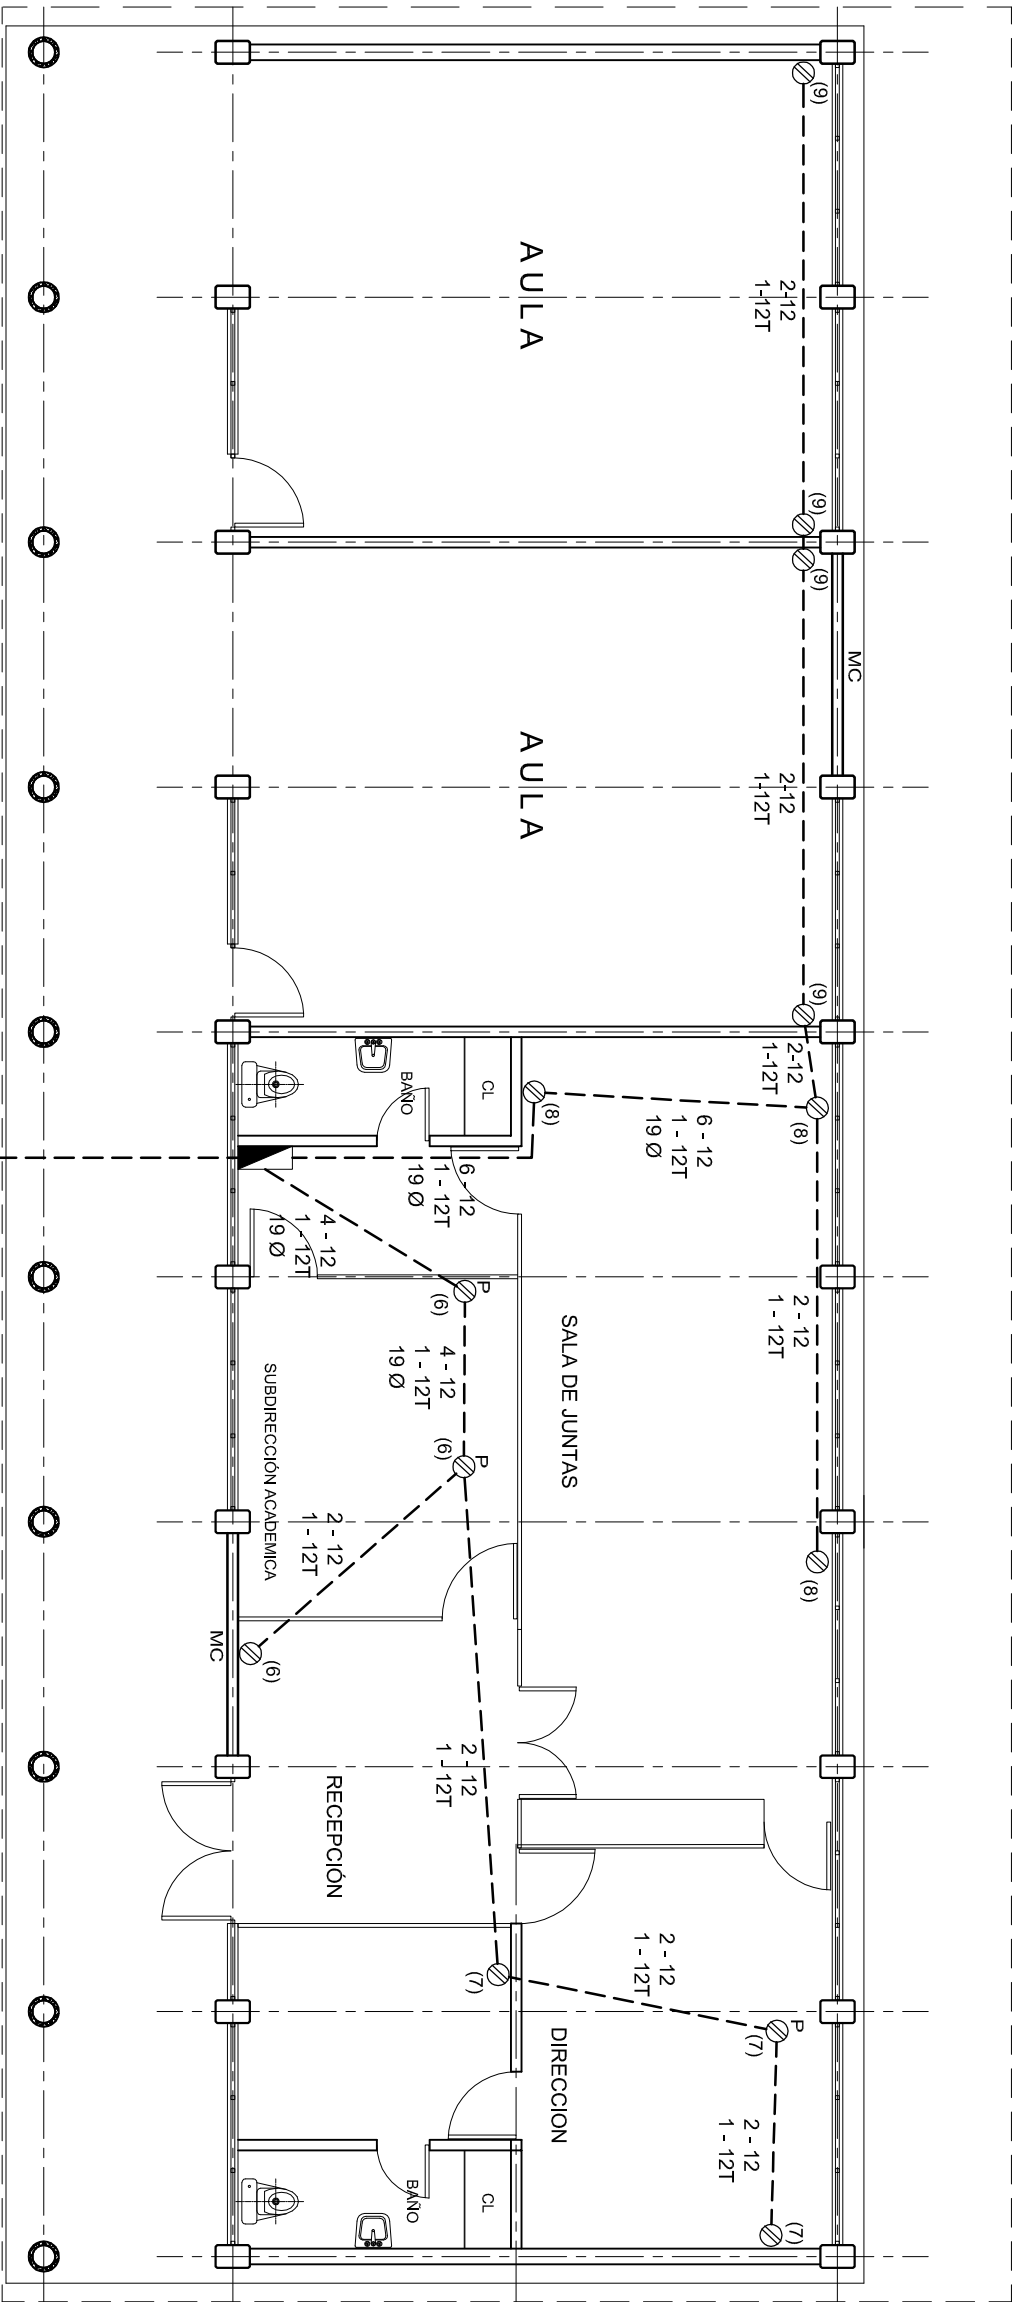 (9)
2-12
1-12T
AULA
(9)
(9)
MC
2-12
1-12T
AULA
(9)
2-12
1-12T
(8)
(8)
6 - 12
1 - 12T
19 Ø
CL
BAÑO
6 - 12
1 - 12T
19 Ø
4 - 12
1 - 12T
19 Ø
2 - 12
1 - 12T
P
(6)
SALA DE JUNTAS
4 - 12
1 - 12T
19 Ø
P
(6)
SUBDIRECCIÓN ACADEMICA
2 - 12
1 - 12T
(8)
MC
(6)
2 - 12
1 - 12T
RECEPCIÓN
2 - 12
1 - 12T
(7)
P
(7)
DIRECCION
2 - 12
1 - 12T
BAÑO
CL
(7)